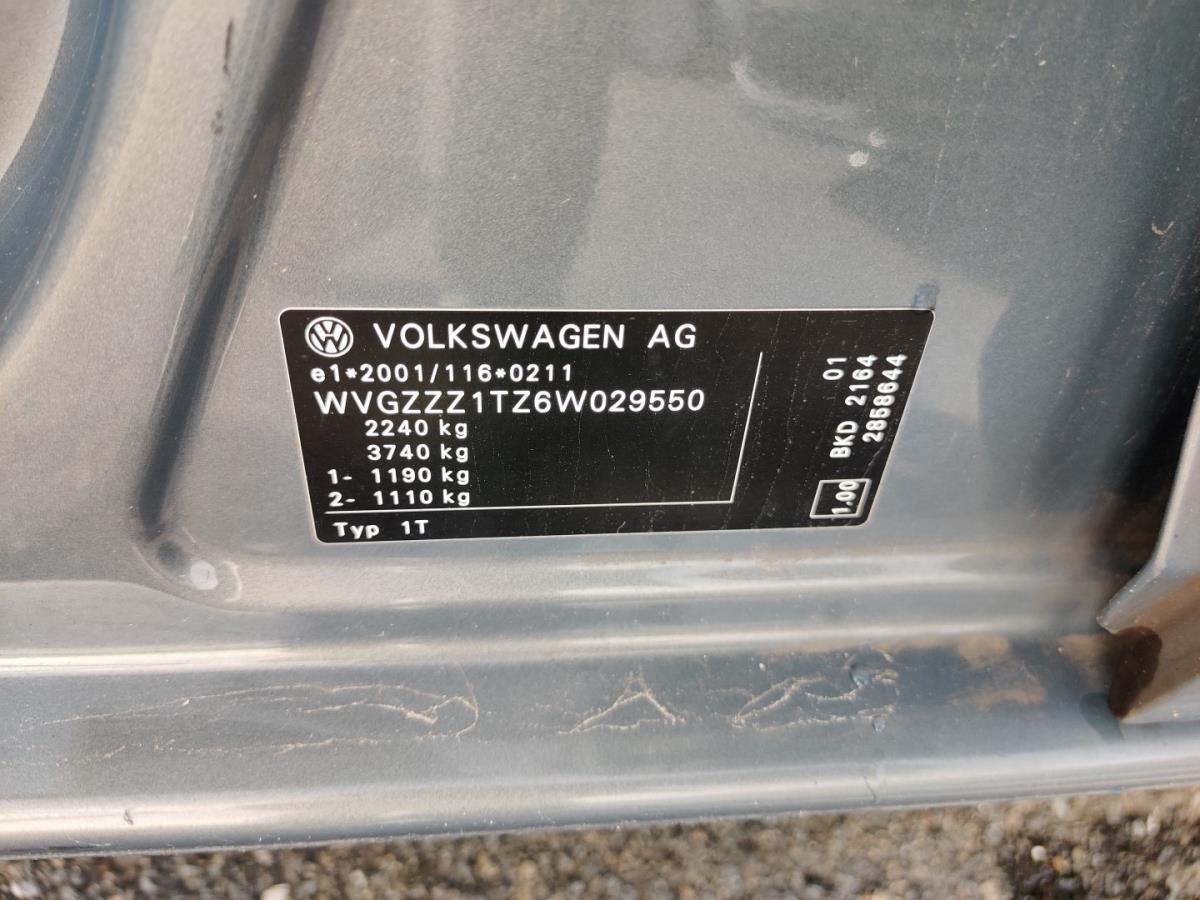 VOLKSWAGEN AG
e1*2001/116*0211
WVGZZZ1TZ6W029550
2240 kg
3740 kg
1- 1190 kg
2- 1110 kg
Typ 1T
01
BKD 2164
2858644
1.00